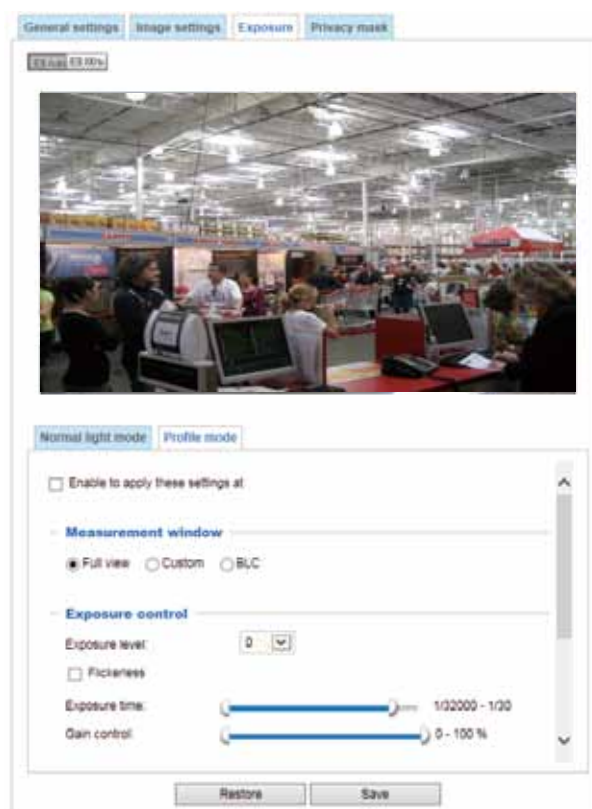 General settings Image settings Exposure Privacy mask
Normal light mode Profile mode
Enable to apply these settings at
Measurement window
Full view Custom BLC
Exposure control
Exposure level: 0
Flickerless
Exposure time: 1/32000 - 1/30
Gain control: 0 - 100 %
Restore Save